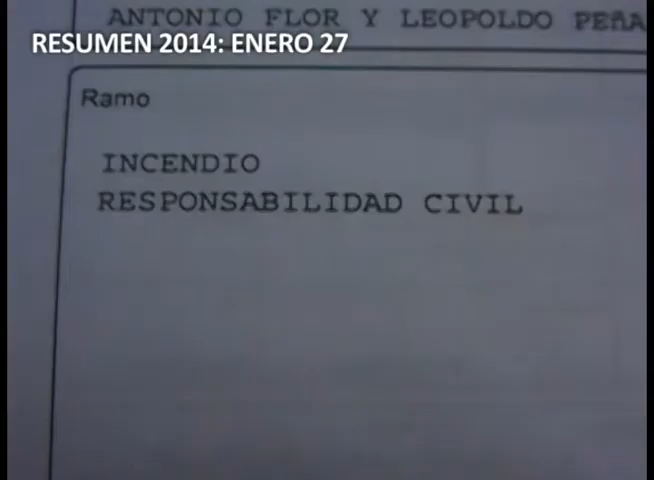 ANTONIO FLOR Y LEOPOLDO PEÑA
RESUMEN 2014: ENERO 27
Ramo
INCENDIO
RESPONSABILIDAD CIVIL